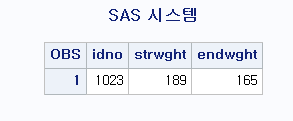 SAS 시스템
OBS idno strwght endwght
1 1023 189 165